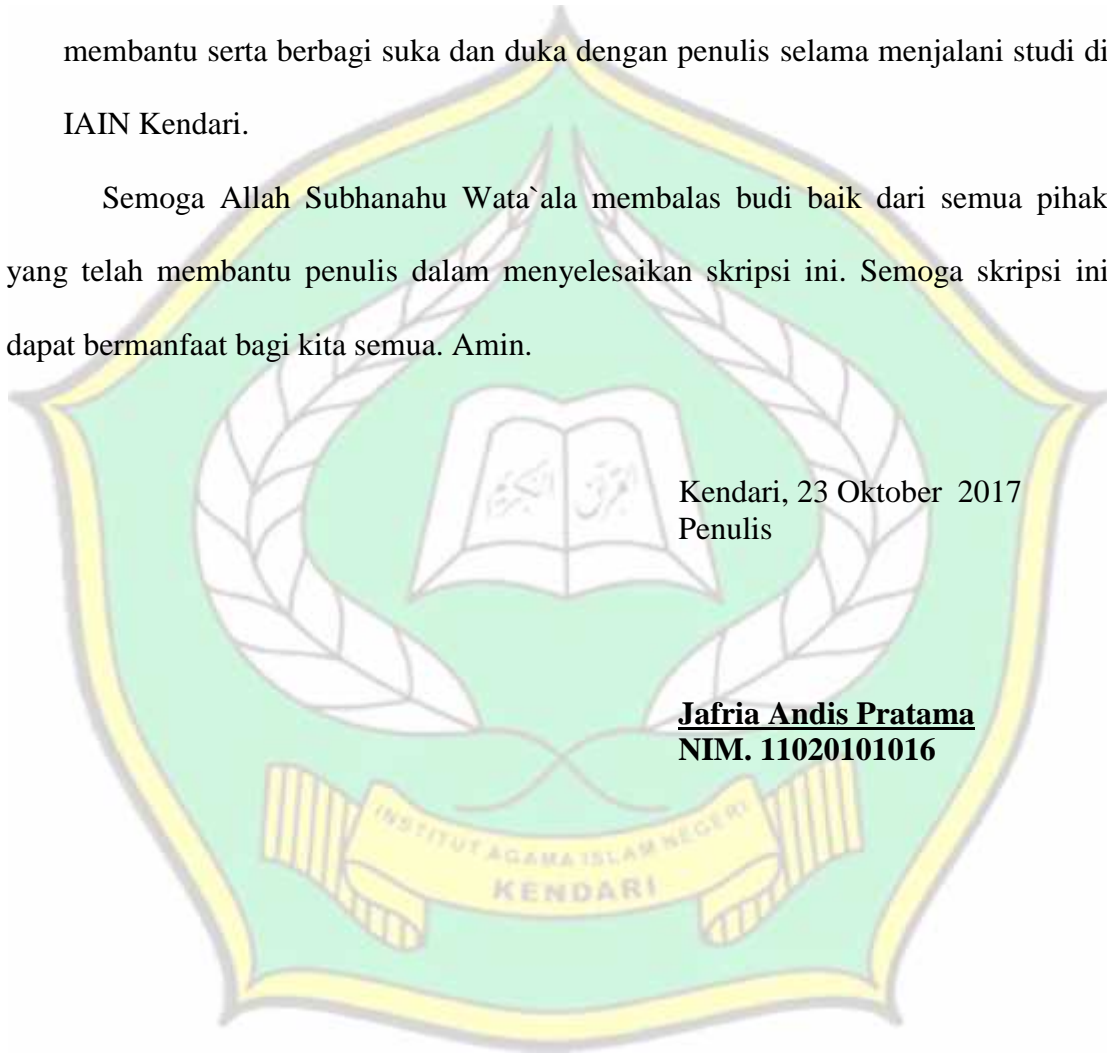 membantu serta berbagi suka dan duka dengan penulis selama menjalani studi di
IAIN Kendari.
Semoga Allah Subhanahu Wata`ala membalas budi baik dari semua pihak
yang telah membantu penulis dalam menyelesaikan skripsi ini. Semoga skripsi ini
dapat bermanfaat bagi kita semua. Amin.
Kendari, 23 Oktober 2017
Penulis
Jafria Andis Pratama
NIM. 11020101016
INSTITUT AGAMA ISLAM NEGERI
KENDARI